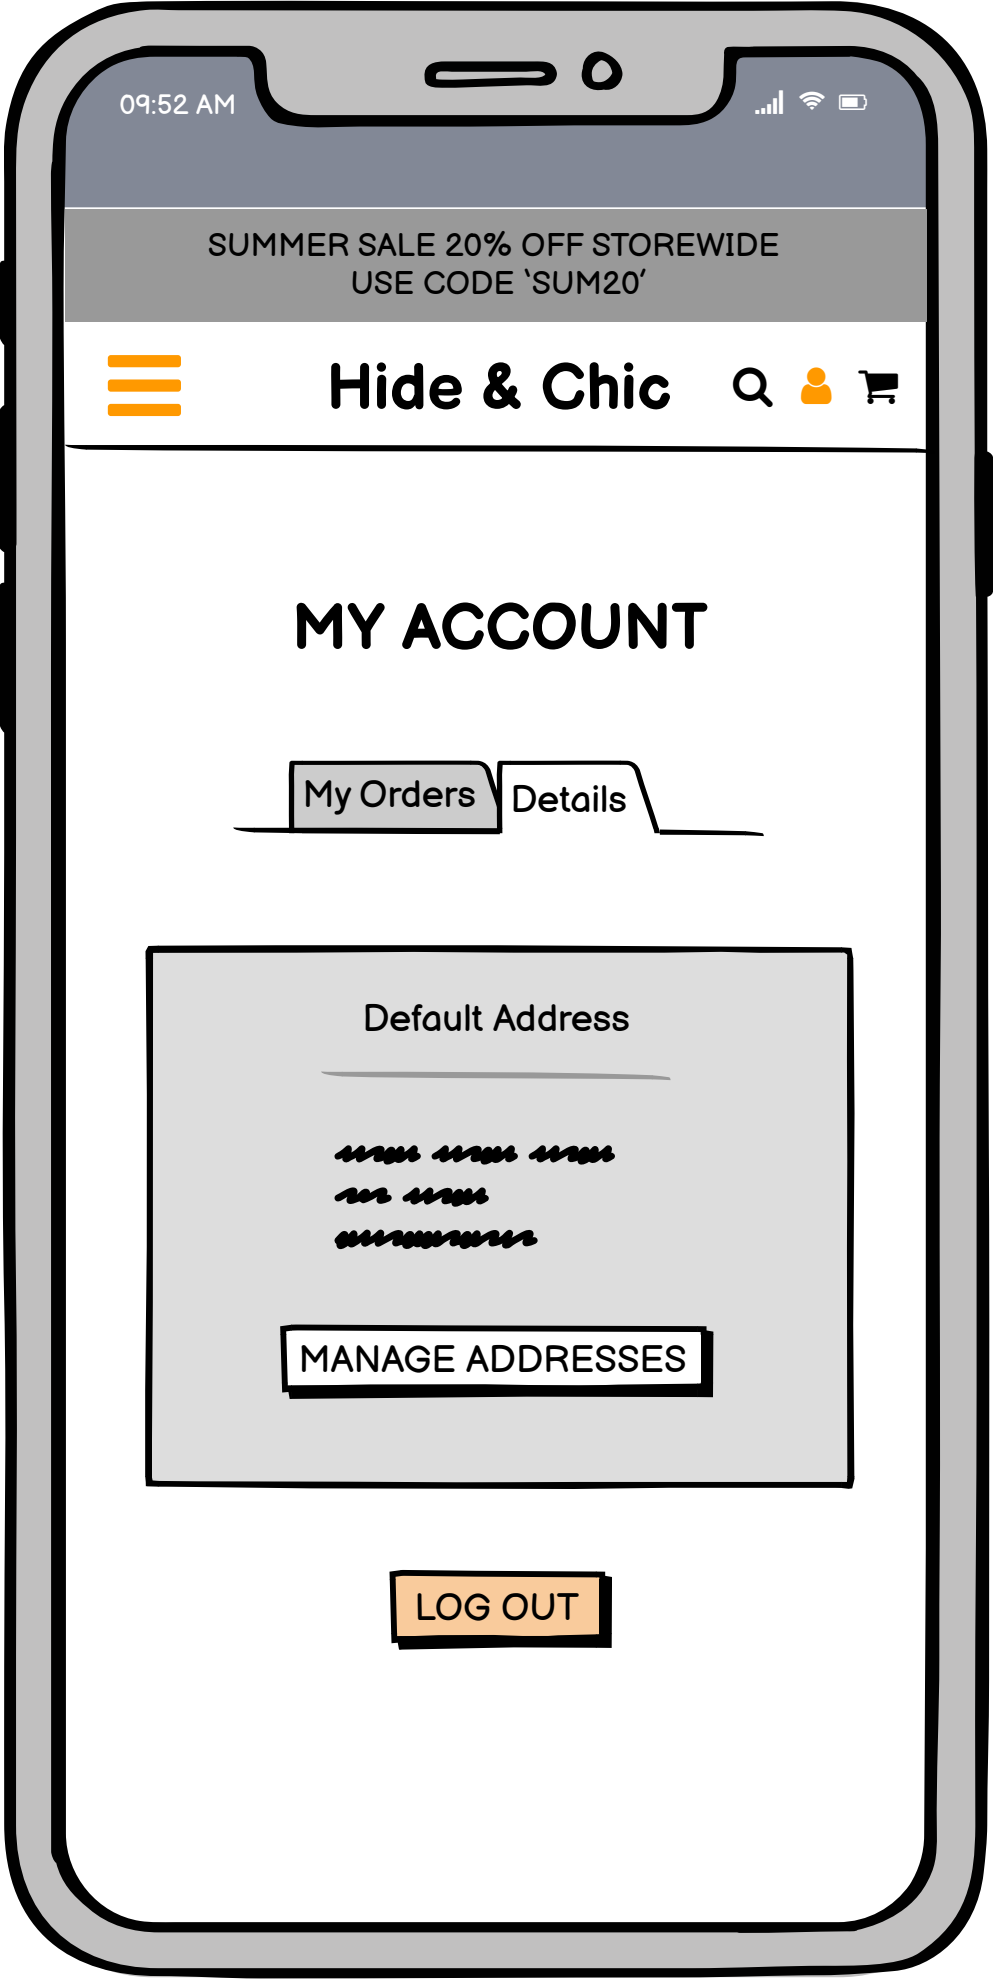 09:52 AM
SUMMER SALE 20% OFF STOREWIDE
USE CODE ‘SUM20’
Hide & Chic
MY ACCOUNT
My Orders
Details
Default Address
MANAGE ADDRESSES
LOG OUT